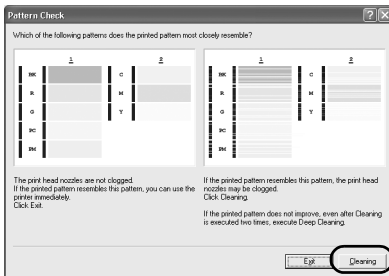 Pattern Check
Which of the following patterns does the printed pattern most closely resemble?
1 2
BK C
R M
G Y
PC
PM
The print head nozzles are not clogged.
If the printed pattern resembles this pattern, you can use the
printer immediately.
Click Exit.
1 2
BK C
R M
G Y
PC
PM
If the printed pattern resembles this pattern, the print head
nozzles may be clogged.
Click Cleaning.
If the printed pattern does not improve, even after Cleaning
is executed two times, execute Deep Cleaning.
Exit Cleaning